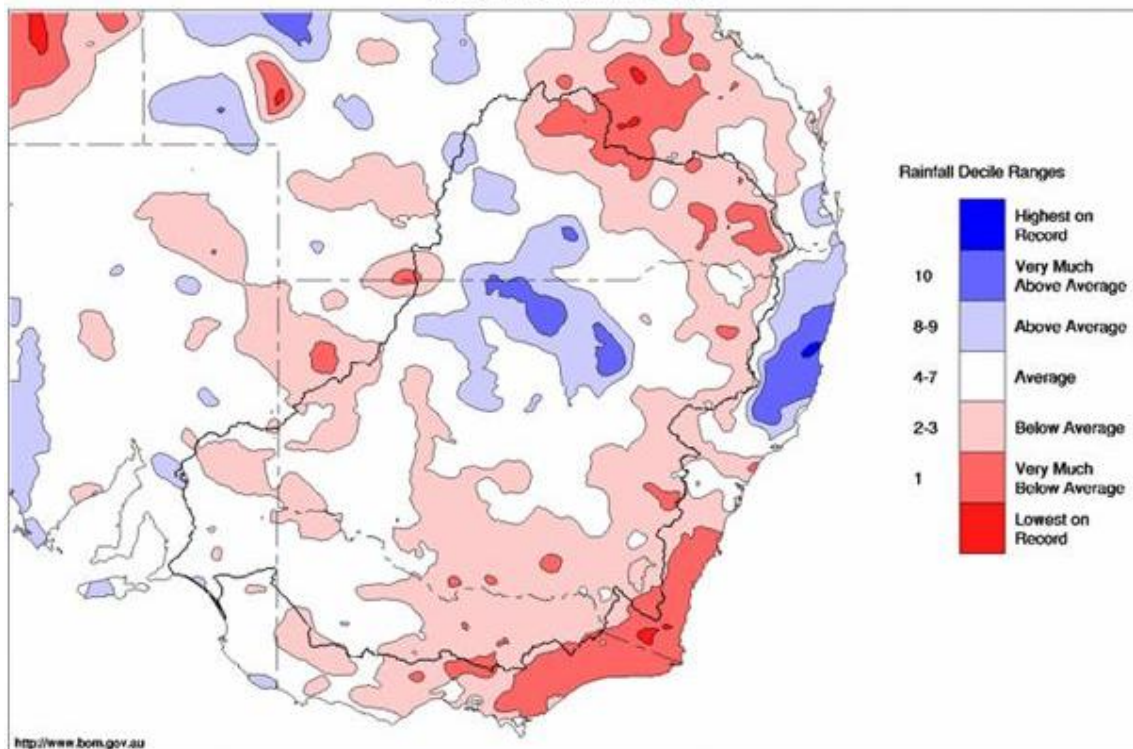 Rainfall Decile Ranges
Highest on
Record
10
Very Much
Above Average
8-9
Above Average
4-7
Average
2-3
Below Average
1
Very Much
Below Average
Lowest on
Record
http://www.bom.gov.au